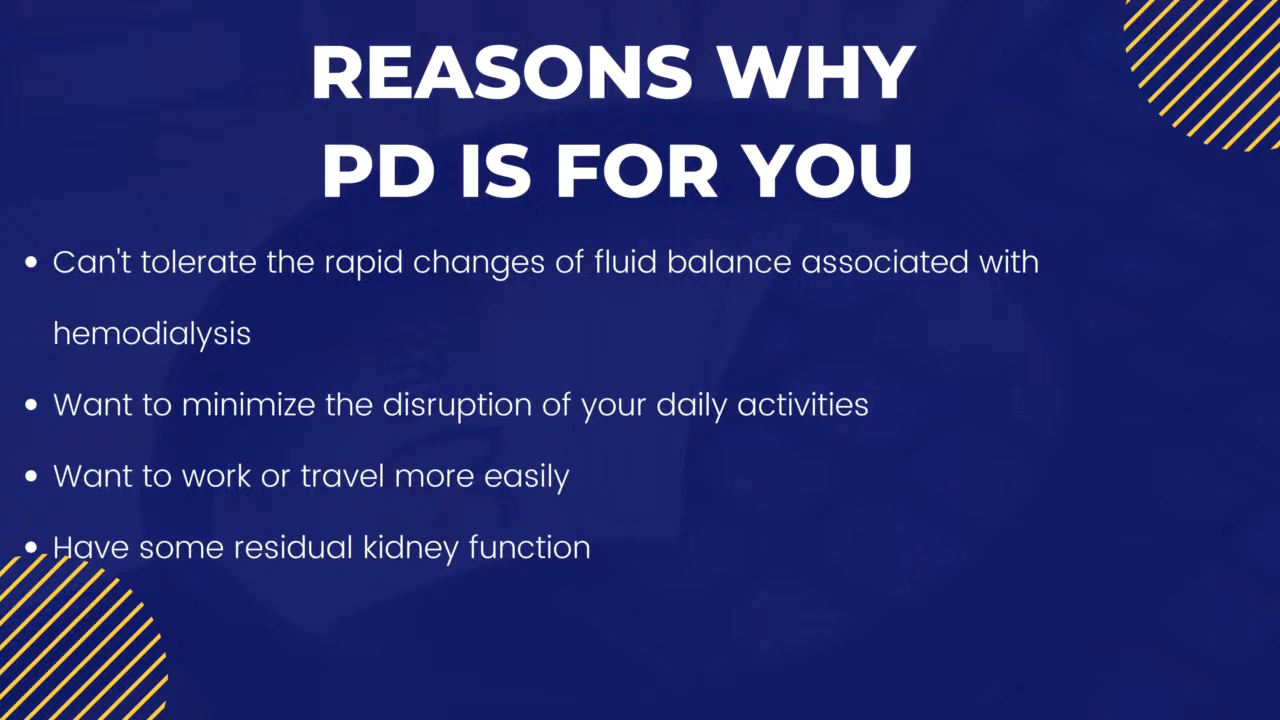 REASONS WHY
PD IS FOR YOU
• Can't tolerate the rapid changes of fluid balance associated with
hemodialysis
• Want to minimize the disruption of your daily activities
• Want to work or travel more easily
• Have some residual kidney function